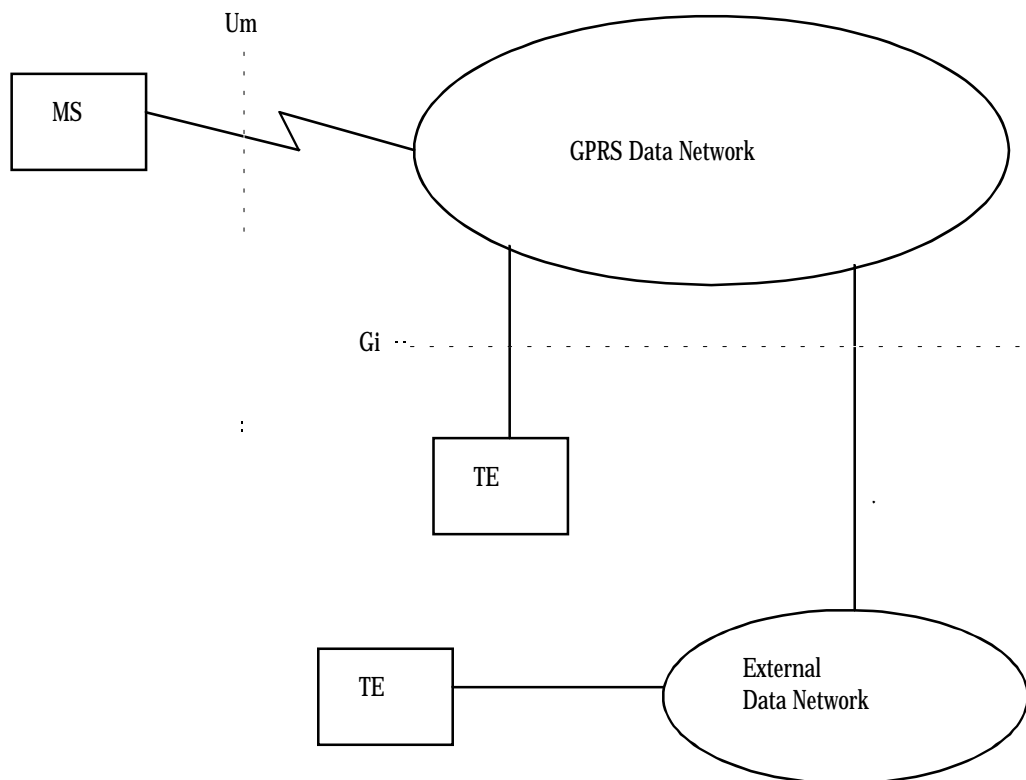 Um
MS
GPRS Data Network
Gi
TE
TE
External
Data Network